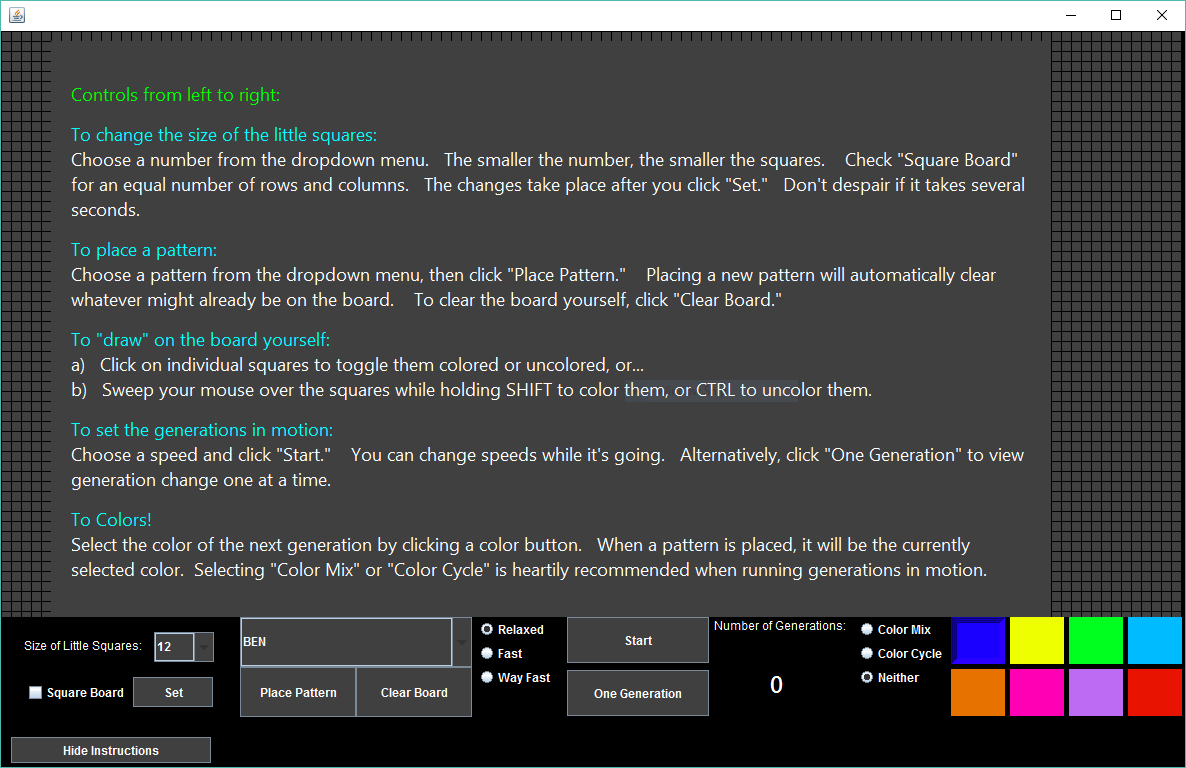 Controls from left to right:
To change the size of the little squares:
Choose a number from the dropdown menu.   The smaller the number, the smaller the squares.    Check "Square Board"
for an equal number of rows and columns.   The changes take place after you click "Set."   Don't despair if it takes several
seconds.
To place a pattern:
Choose a pattern from the dropdown menu, then click "Place Pattern."    Placing a new pattern will automatically clear
whatever might already be on the board.    To clear the board yourself, click "Clear Board."
To "draw" on the board yourself:
a)   Click on individual squares to toggle them colored or uncolored, or...
b)   Sweep your mouse over the squares while holding SHIFT to color them, or CTRL to uncolor them.
To set the generations in motion:
Choose a speed and click "Start."    You can change speeds while it's going.   Alternatively, click "One Generation" to view
generation change one at a time.
To Colors!
Select the color of the next generation by clicking a color button.   When a pattern is placed, it will be the currently
selected color.  Selecting "Color Mix" or "Color Cycle" is heartily recommended when running generations in motion.
Size of Little Squares:
12
Square Board
Set
BEN
Place Pattern
Clear Board
Relaxed
Fast
Way Fast
Start
One Generation
Number of Generations:
0
Color Mix
Color Cycle
Neither
Hide Instructions